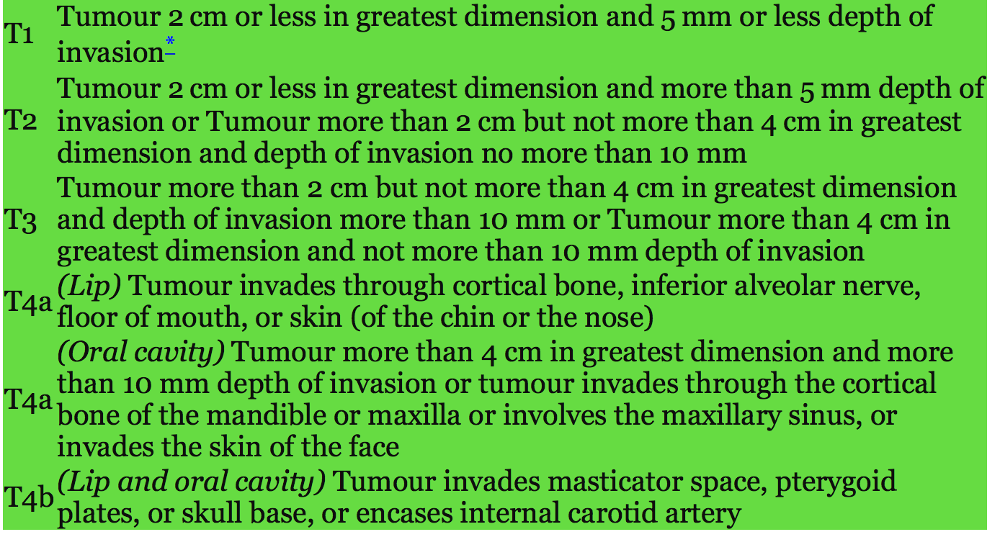 T1 Tumour 2 cm or less in greatest dimension and 5 mm or less depth of
invasion*
Tumour 2 cm or less in greatest dimension and more than 5 mm depth of
T2 invasion or Tumour more than 2 cm but not more than 4 cm in greatest
dimension and depth of invasion no more than 10 mm
Tumour more than 2 cm but not more than 4 cm in greatest dimension
T3 and depth of invasion more than 10 mm or Tumour more than 4 cm in
greatest dimension and not more than 10 mm depth of invasion
T4a (Lip) Tumour invades through cortical bone, inferior alveolar nerve,
floor of mouth, or skin (of the chin or the nose)
(Oral cavity) Tumour more than 4 cm in greatest dimension and more
than 10 mm depth of invasion or tumour invades through the cortical
T4a bone of the mandible or maxilla or involves the maxillary sinus, or
invades the skin of the face
T4b (Lip and oral cavity) Tumour invades masticator space, pterygoid
plates, or skull base, or encases internal carotid artery